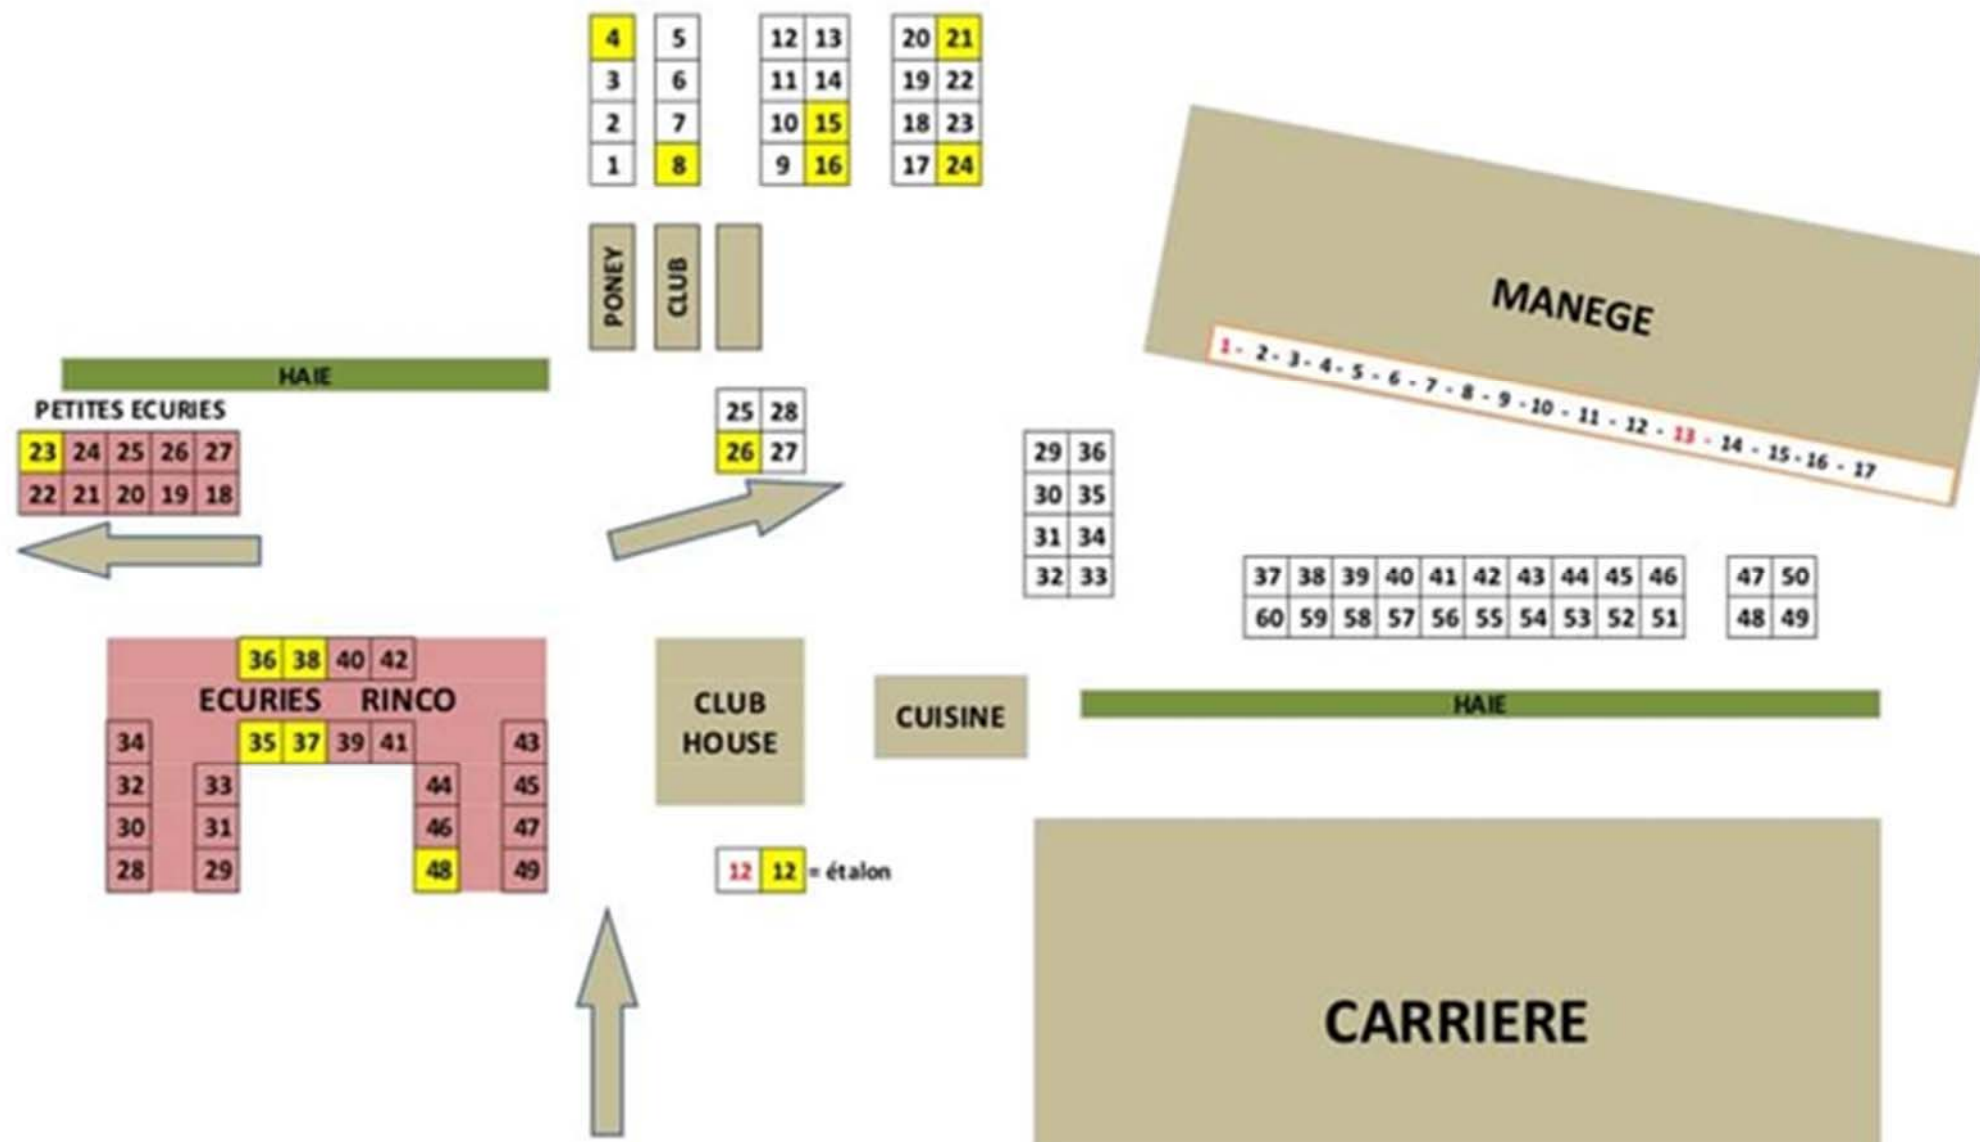 4 5 12 13 20 21
3 6 11 14 19 22
2 7 10 15 18 23
1 8 9 16 17 24
PONEY
CLUB
MANEGE
1 - 2 - 3 - 4 - 5 - 6 - 7 - 8 - 9 - 10 - 11 - 12 - 13 - 14 - 15 - 16 - 17
HAIE
PETITES ECURIES
23 24 25 26 27
22 21 20 19 18
25 28
26 27
29 36
30 35
31 34
32 33
37 38 39 40 41 42 43 44 45 46 47 50
60 59 58 57 56 55 54 53 52 51 48 49
HAIE
36 38 40 42
ECURIES RINCO
34 35 37 39 41 43
32 33 44 45
30 31 46 47
28 29 48 49
CLUB
HOUSE
CUISINE
12 12 = étalon
CARRIERE